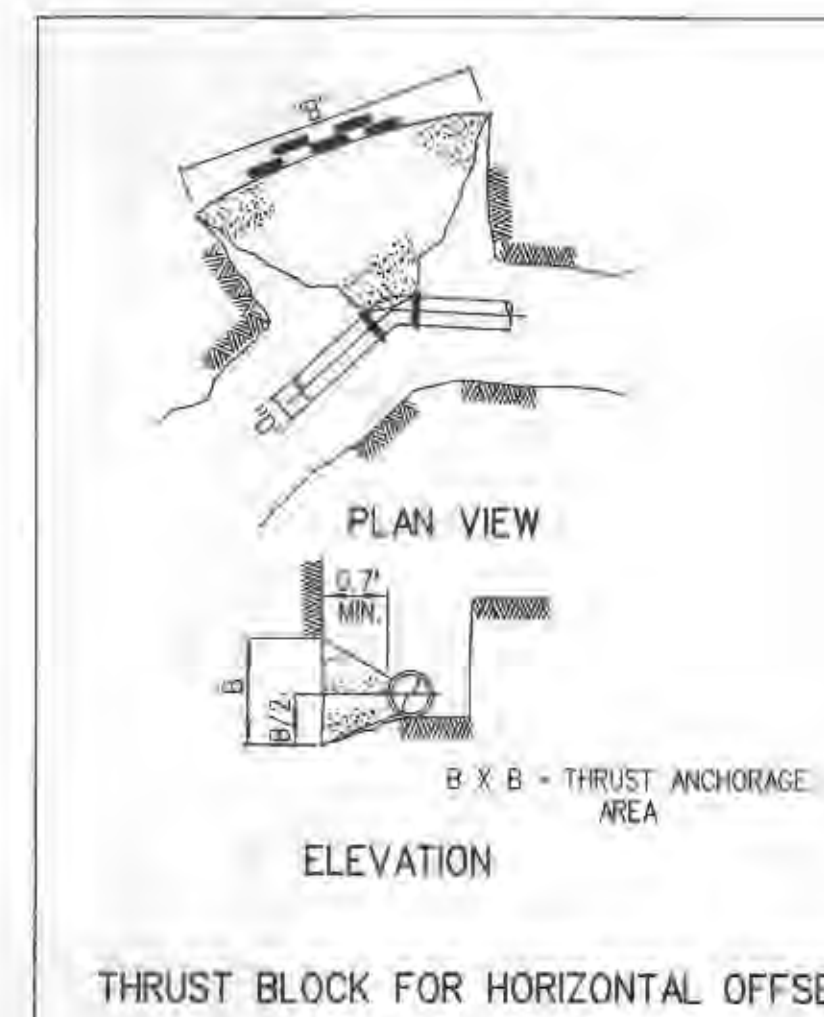 "B"
"D"
PLAN VIEW
0.7'
MIN.
B
B/2
B X B = THRUST ANCHORAGE
AREA
ELEVATION
THRUST BLOCK FOR HORIZONTAL OFFSE